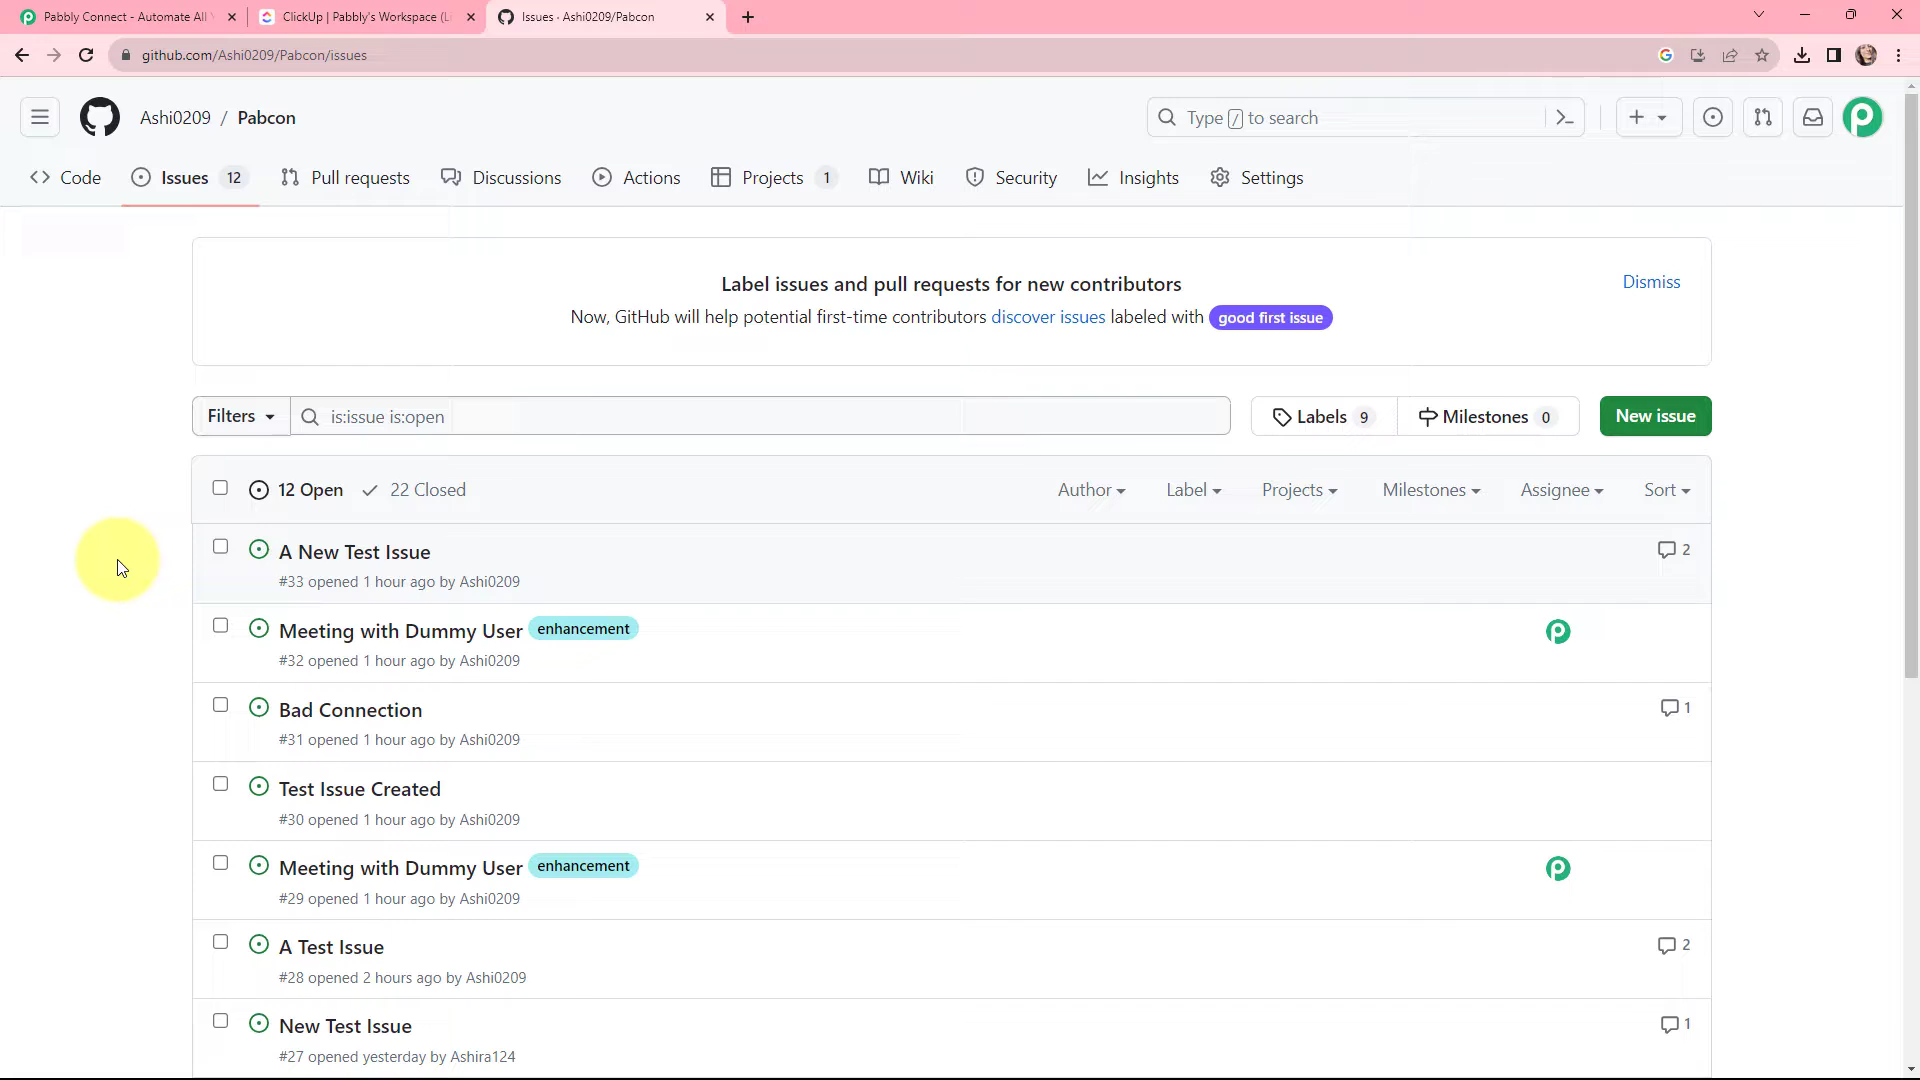 Pabbly Connect - Automate All
ClickUp | Pabbly's Workspace (Li
Issues · Ashi0209/Pabcon
github.com/Ashi0209/Pabcon/issues
Ashi0209 / Pabcon
Type / to search
Code
Issues 12
Pull requests
Discussions
Actions
Projects 1
Wiki
Security
Insights
Settings
Label issues and pull requests for new contributors
Dismiss
Now, GitHub will help potential first-time contributors discover issues labeled with good first issue
Filters
is:issue is:open
Labels 9
Milestones 0
New issue
12 Open
22 Closed
Author
Label
Projects
Milestones
Assignee
Sort
A New Test Issue
2
#33 opened 1 hour ago by Ashi0209
Meeting with Dummy User enhancement
#32 opened 1 hour ago by Ashi0209
Bad Connection
1
#31 opened 1 hour ago by Ashi0209
Test Issue Created
#30 opened 1 hour ago by Ashi0209
Meeting with Dummy User enhancement
#29 opened 1 hour ago by Ashi0209
A Test Issue
2
#28 opened 2 hours ago by Ashi0209
New Test Issue
1
#27 opened yesterday by Ashira124